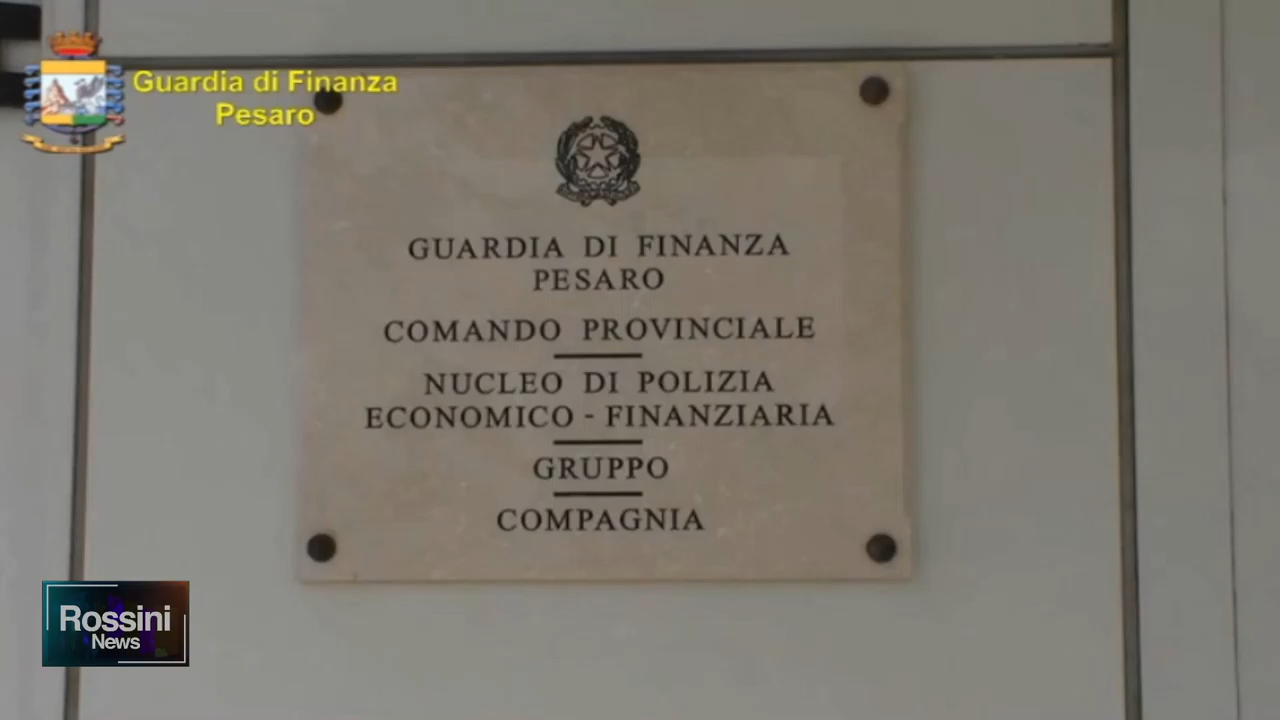 Guardia di Finanza
Pesaro
GUARDIA DI FINANZA
PESARO
COMANDO PROVINCIALE
NUCLEO DI POLIZIA
ECONOMICO - FINANZIARIA
GRUPPO
COMPAGNIA
Rossini
News